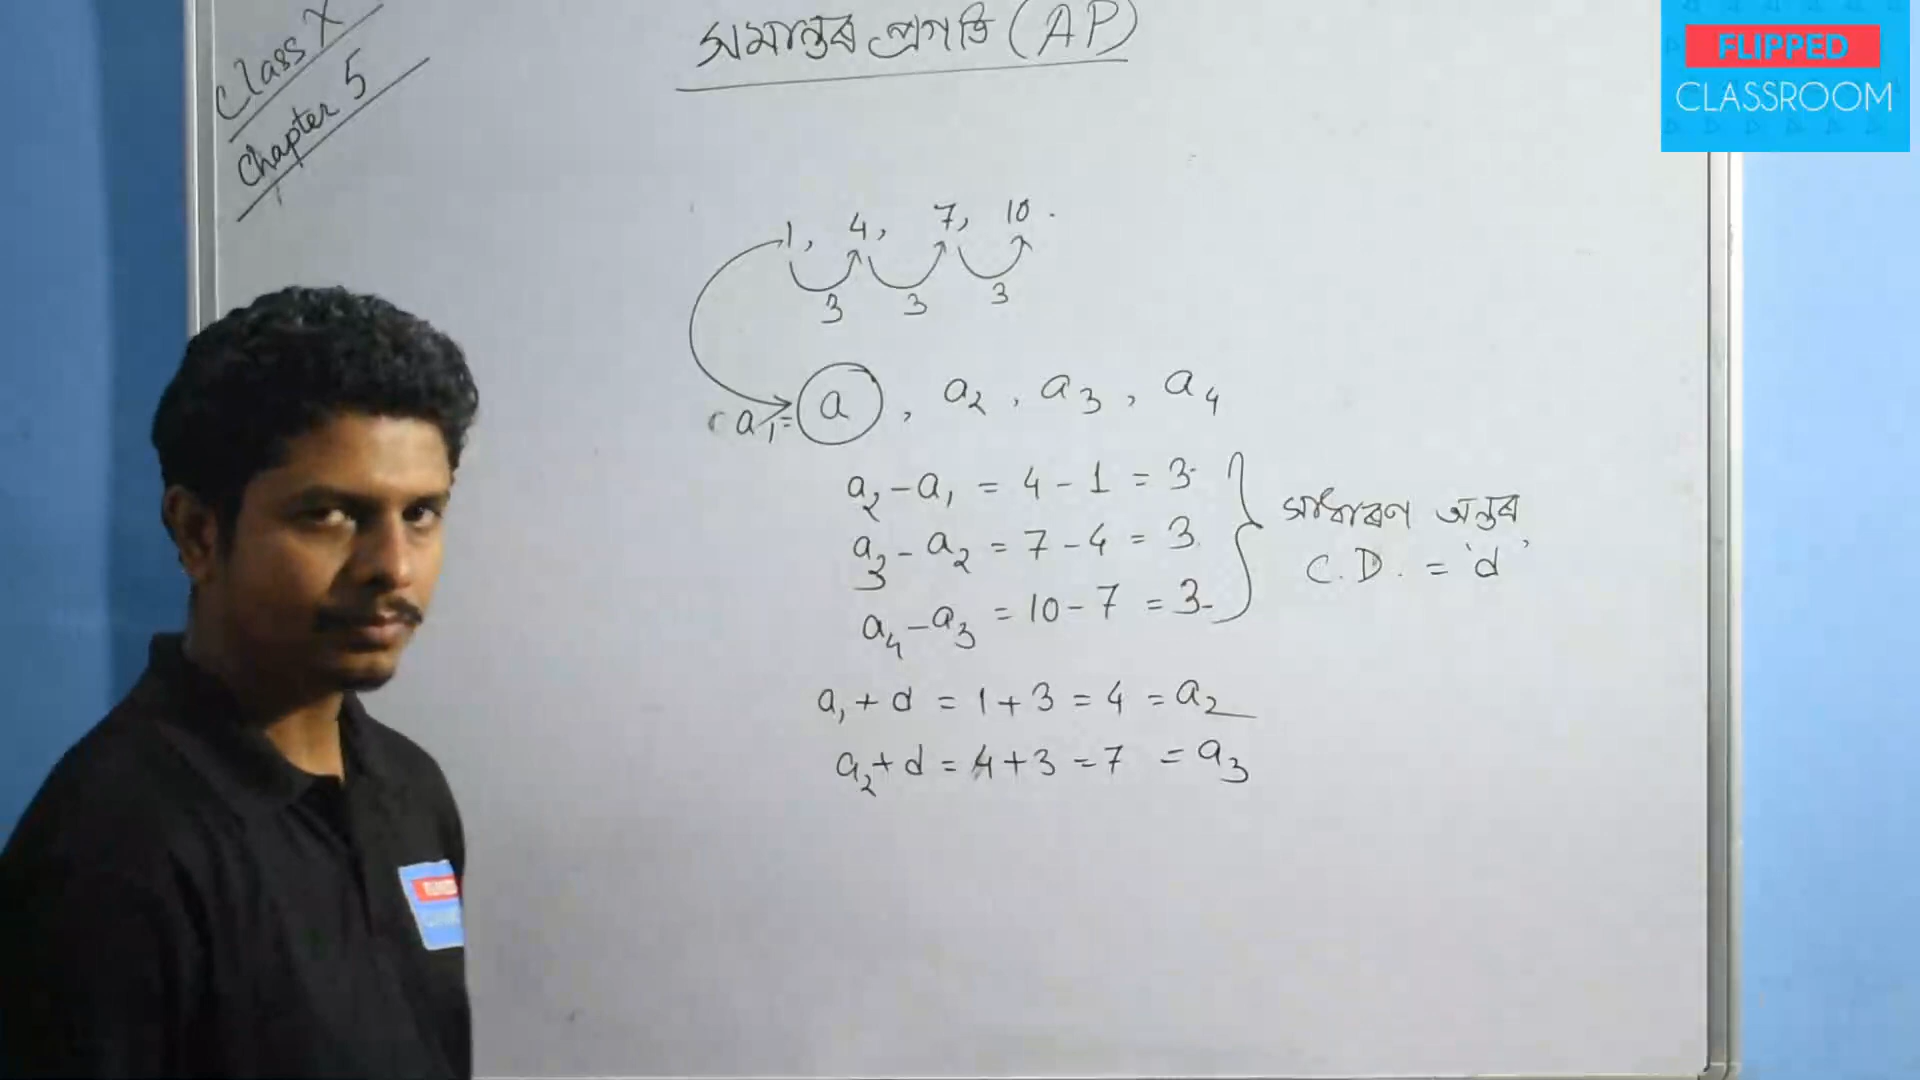 Class X
Chapter 5
সমান্তৰ প্ৰগতি (AP)
FLIPPED
CLASSROOM
1, 4, 7, 10 .
3 3 3
a₁ = a , a₂ , a₃ , a₄
a₂ - a₁ = 4 - 1 = 3
a₃ - a₂ = 7 - 4 = 3
a₄ - a₃ = 10 - 7 = 3
সাধাৰণ অন্তৰ
C.D. = 'd'
a₁ + d = 1 + 3 = 4 = a₂
a₂ + d = 4 + 3 = 7 = a₃